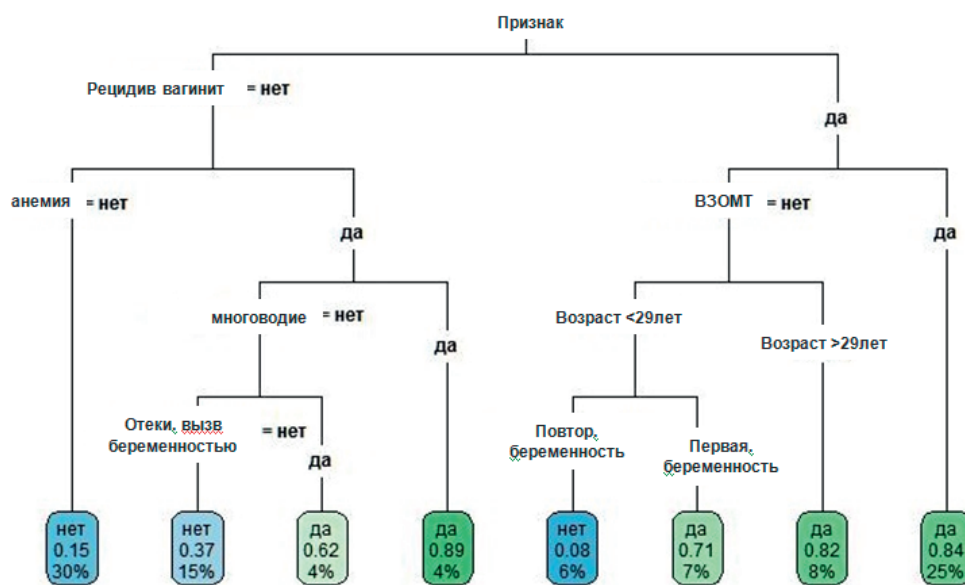 Признак
Рецидив вагинит = нет
да
анемия = нет
ВЗОМТ = нет
да
да
многоводие = нет
Возраст <29лет
да
Возраст >29лет
Отеки, вызв
беременностью
= нет
Повтор,
беременность
Первая,
беременность
да
нет
0.15
30%
нет
0.37
15%
да
0.62
4%
да
0.89
4%
нет
0.08
6%
да
0.71
7%
да
0.82
8%
да
0.84
25%